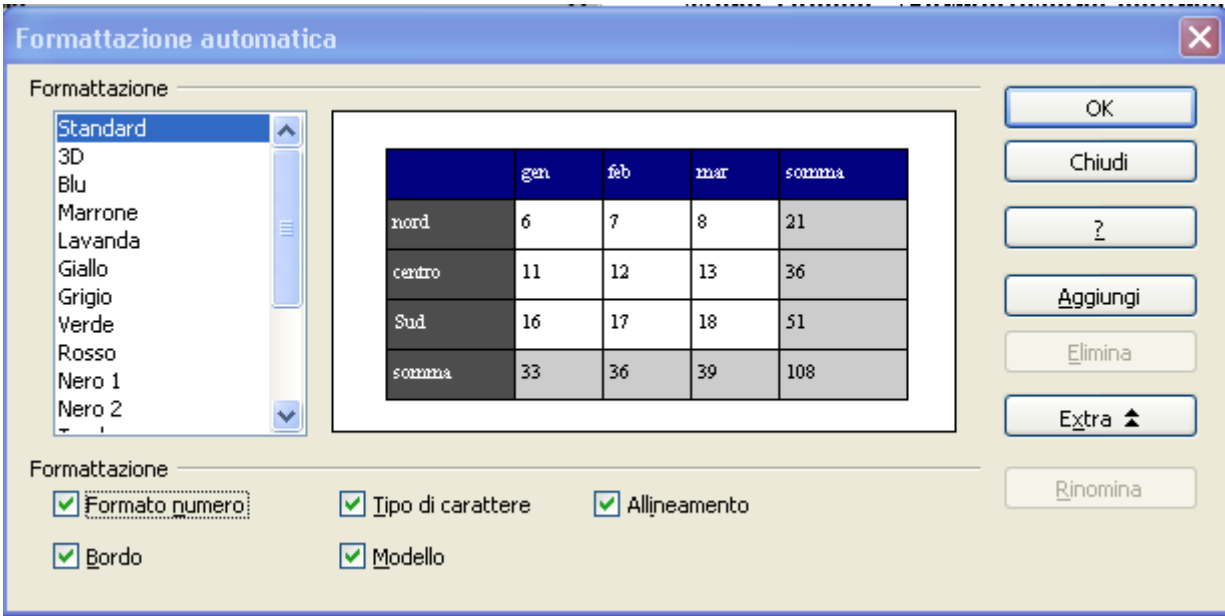 Formattazione automatica
Formattazione
Standard
3D
Blu
Marrone
Lavanda
Giallo
Grigio
Verde
Rosso
Nero 1
Nero 2
gen feb mar somma
nord 6 7 8 21
centro 11 12 13 36
Sud 16 17 18 51
somma 33 36 39 108
OK
Chiudi
?
Aggiungi
Elimina
Extra
Rinomina
Formattazione
Formato numero Tipo di carattere Allineamento
Bordo Modello